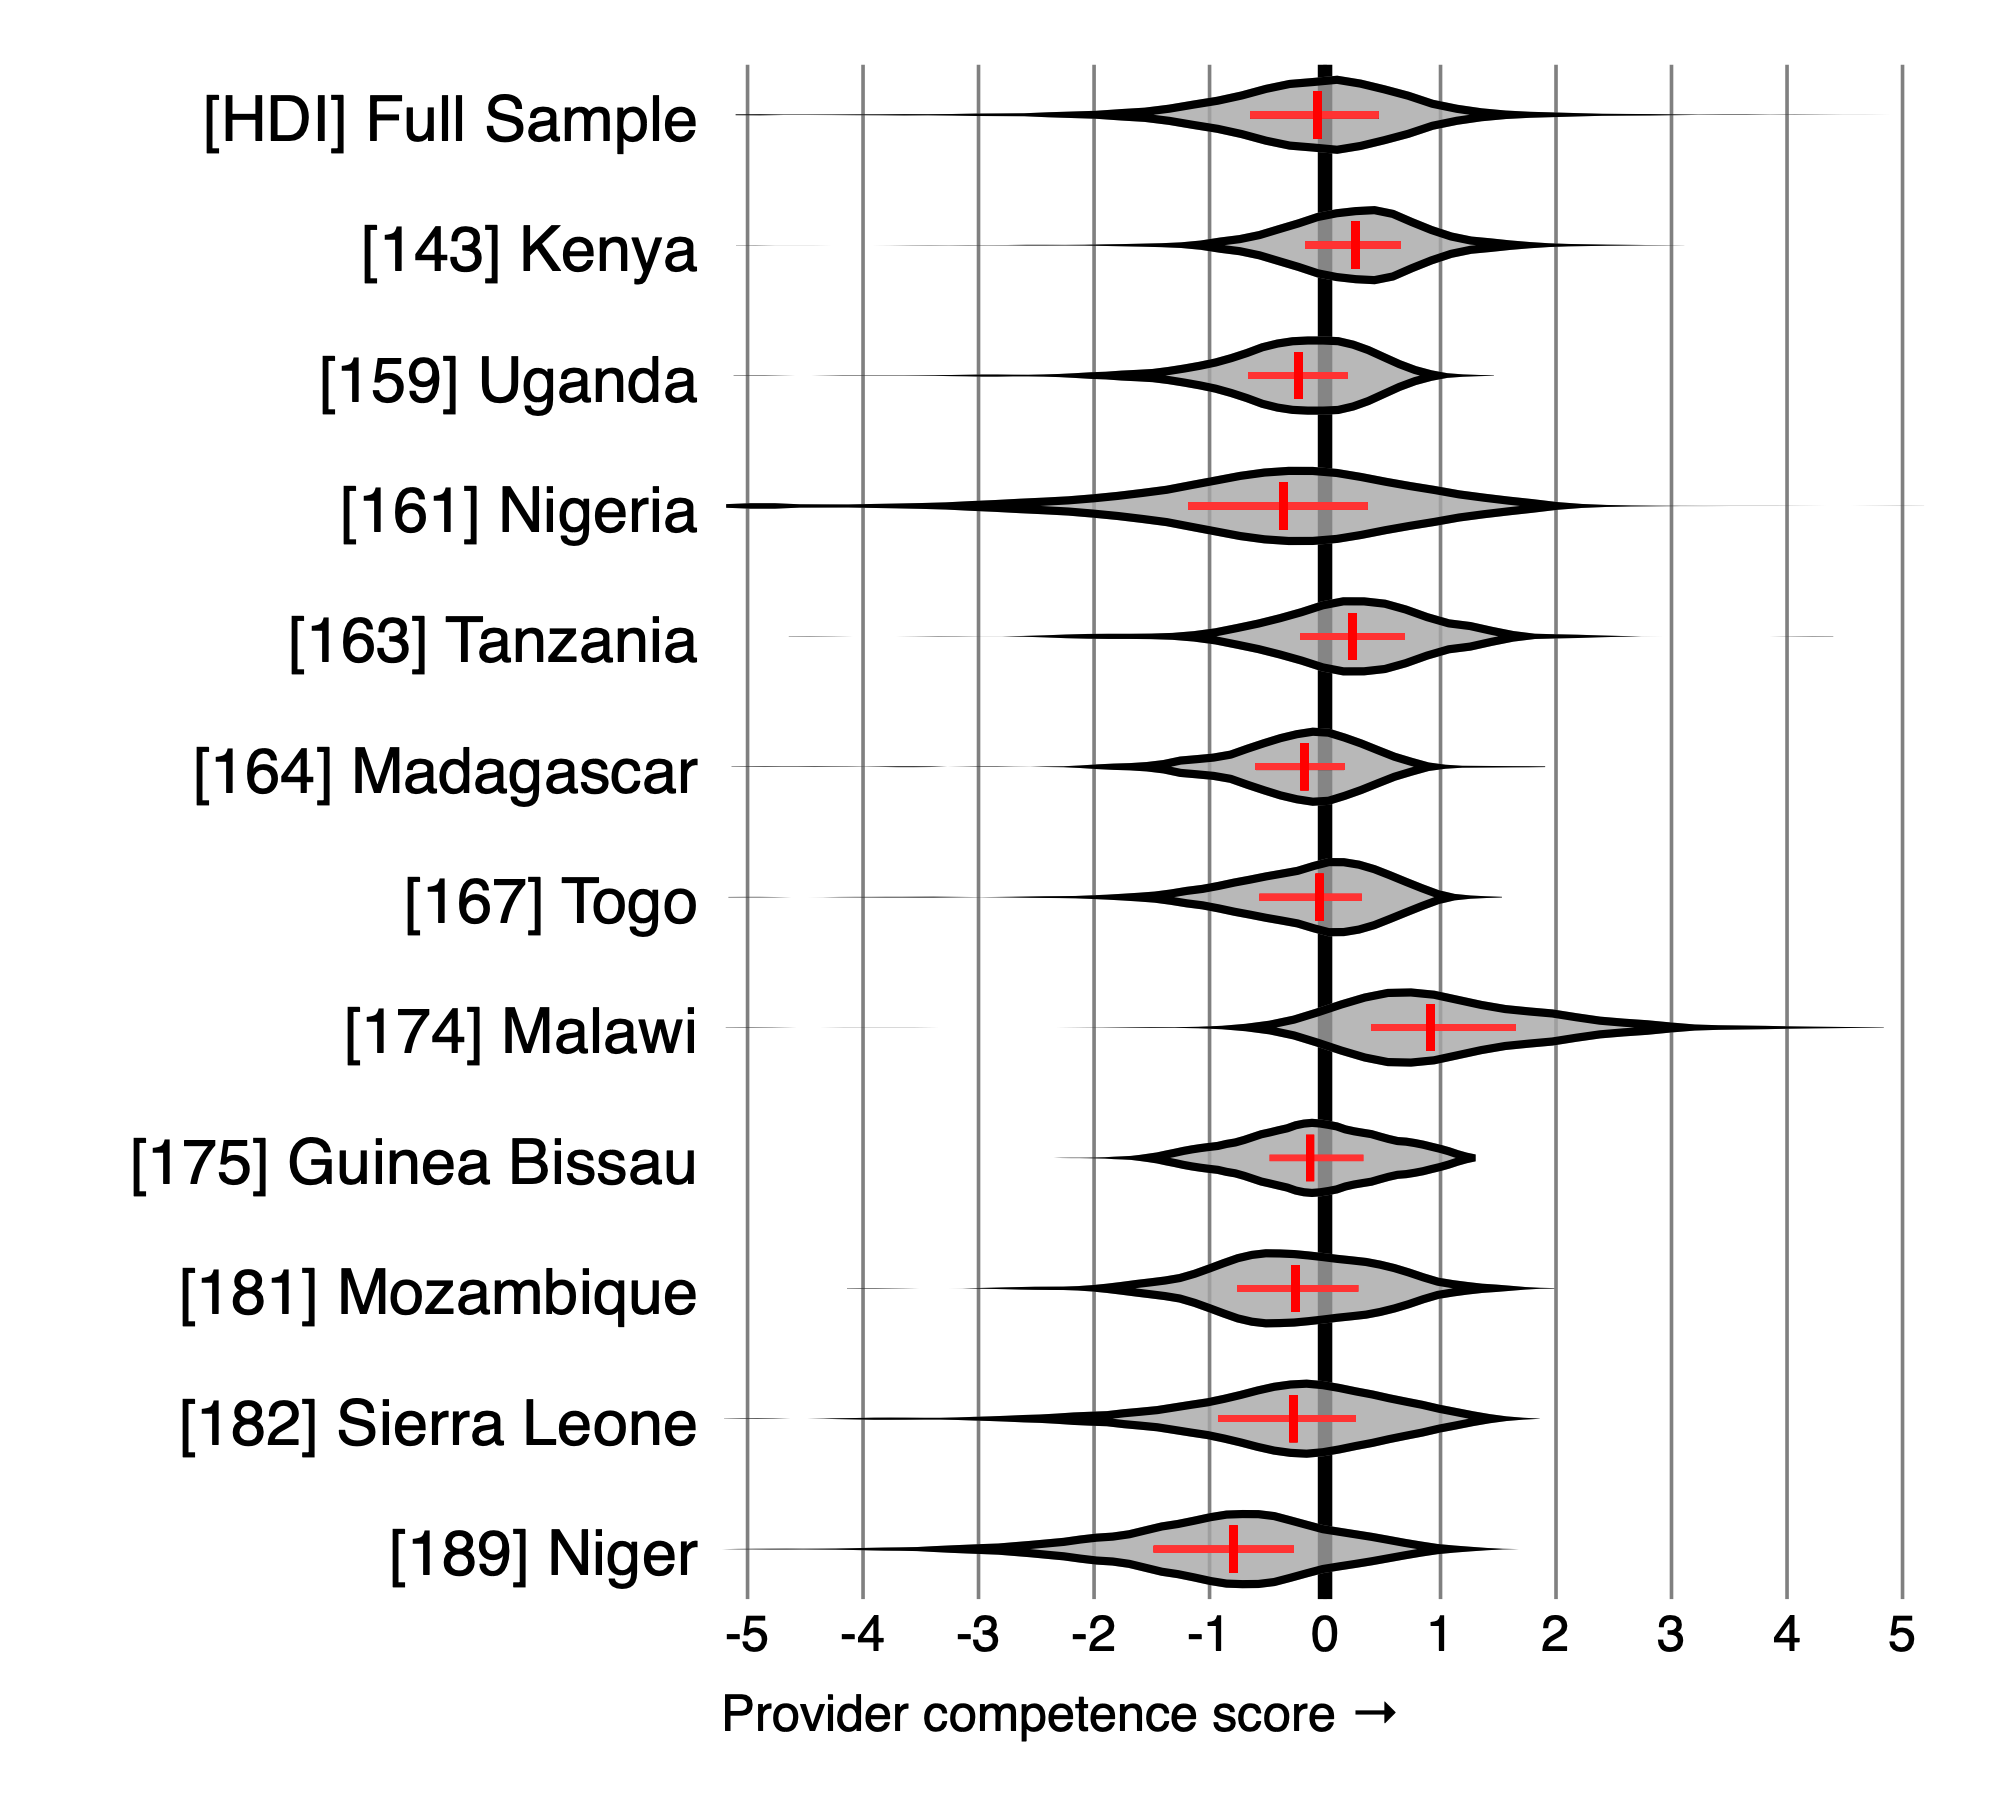 [HDI] Full Sample
[143] Kenya
[159] Uganda
[161] Nigeria
[163] Tanzania
[164] Madagascar
[167] Togo
[174] Malawi
[175] Guinea Bissau
[181] Mozambique
[182] Sierra Leone
[189] Niger
-5 -4 -3 -2 -1 0 1 2 3 4 5
Provider competence score →